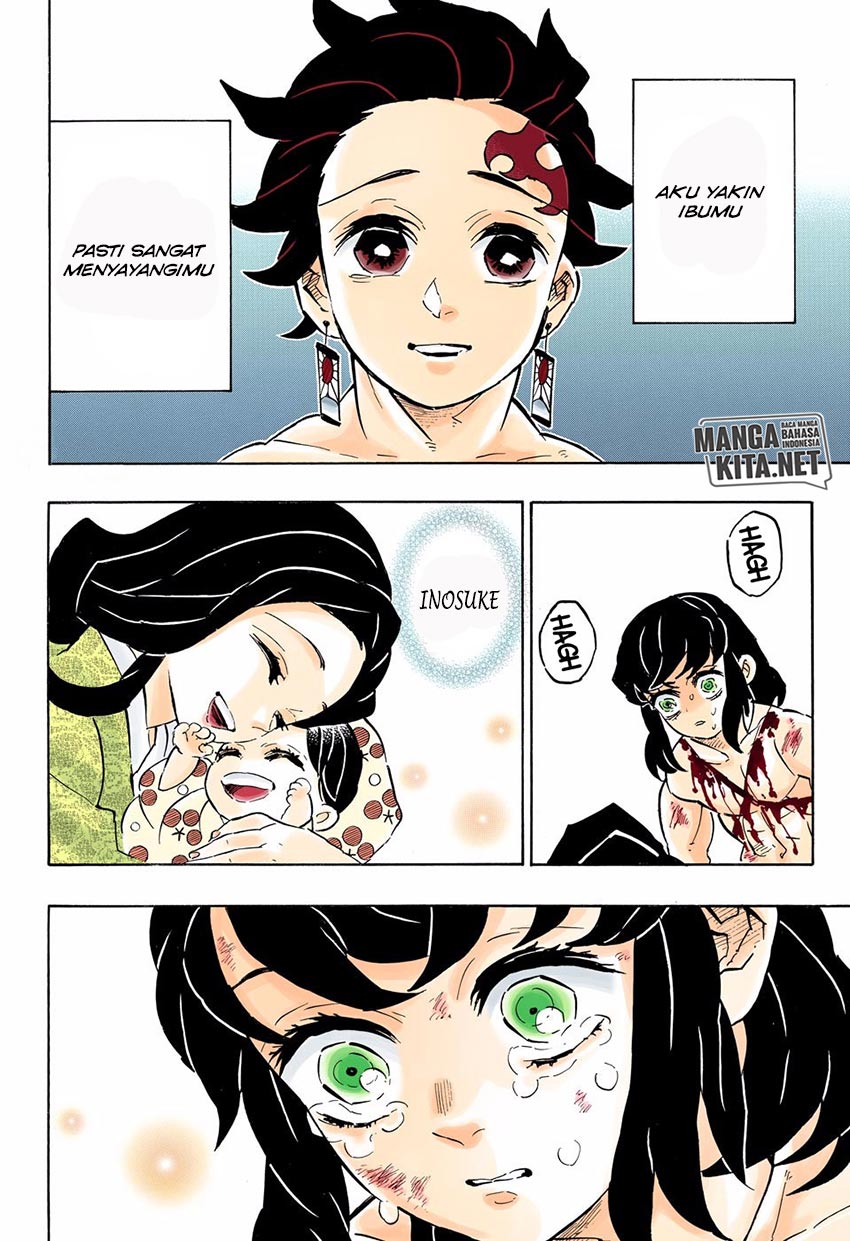 AKU YAKIN
IBUMU
PASTI SANGAT
MENYAYANGIMU
MANGA
KITA.NET
BACA MANGA
BAHASA
INDONESIA
HAGH
HAGH
INOSUKE